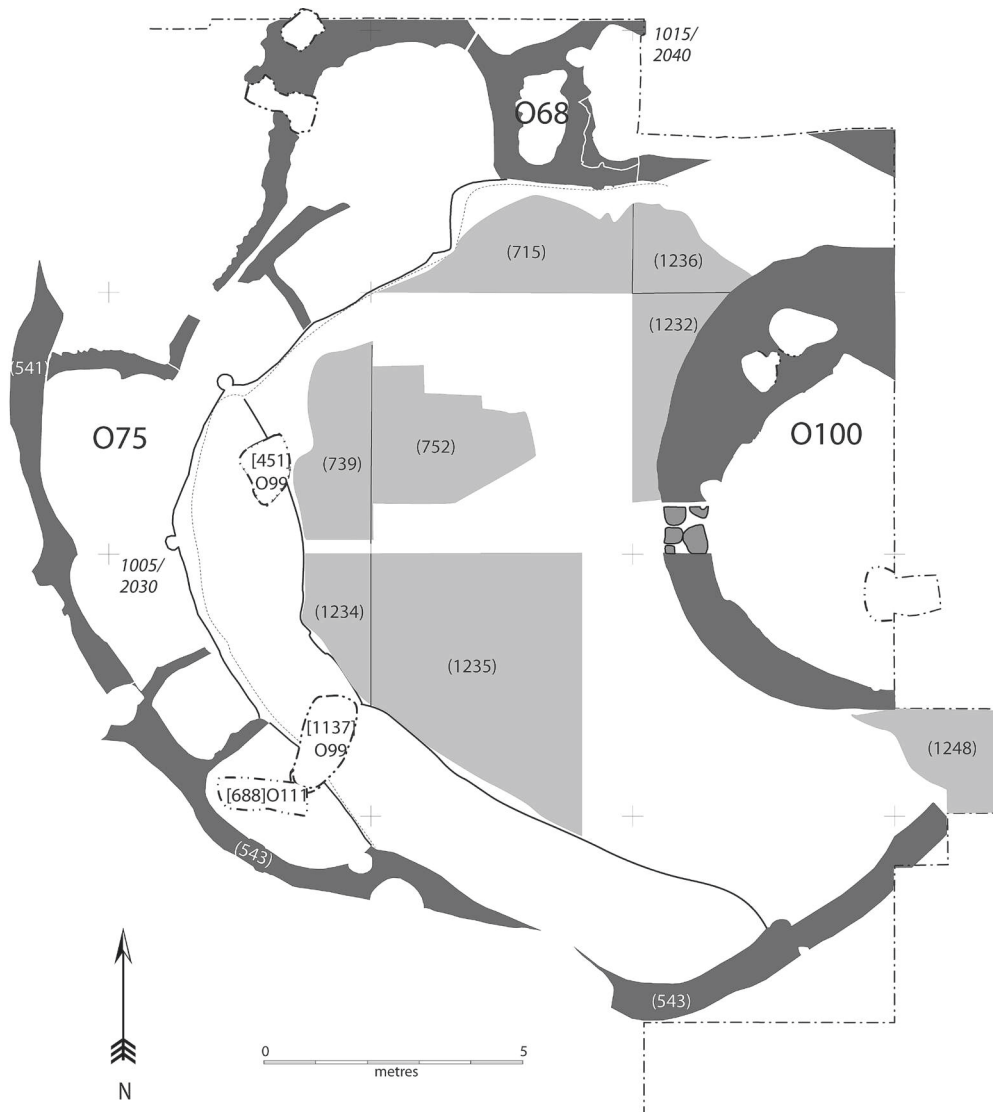 1015/
2040
O68
(715)
(1236)
(1232)
(541)
O75
O100
[451]
O99
(739)
(752)
1005/
2030
(1234)
(1235)
[1137]
O99
(1248)
[688]O111
(543)
(543)
0
5
metres
N